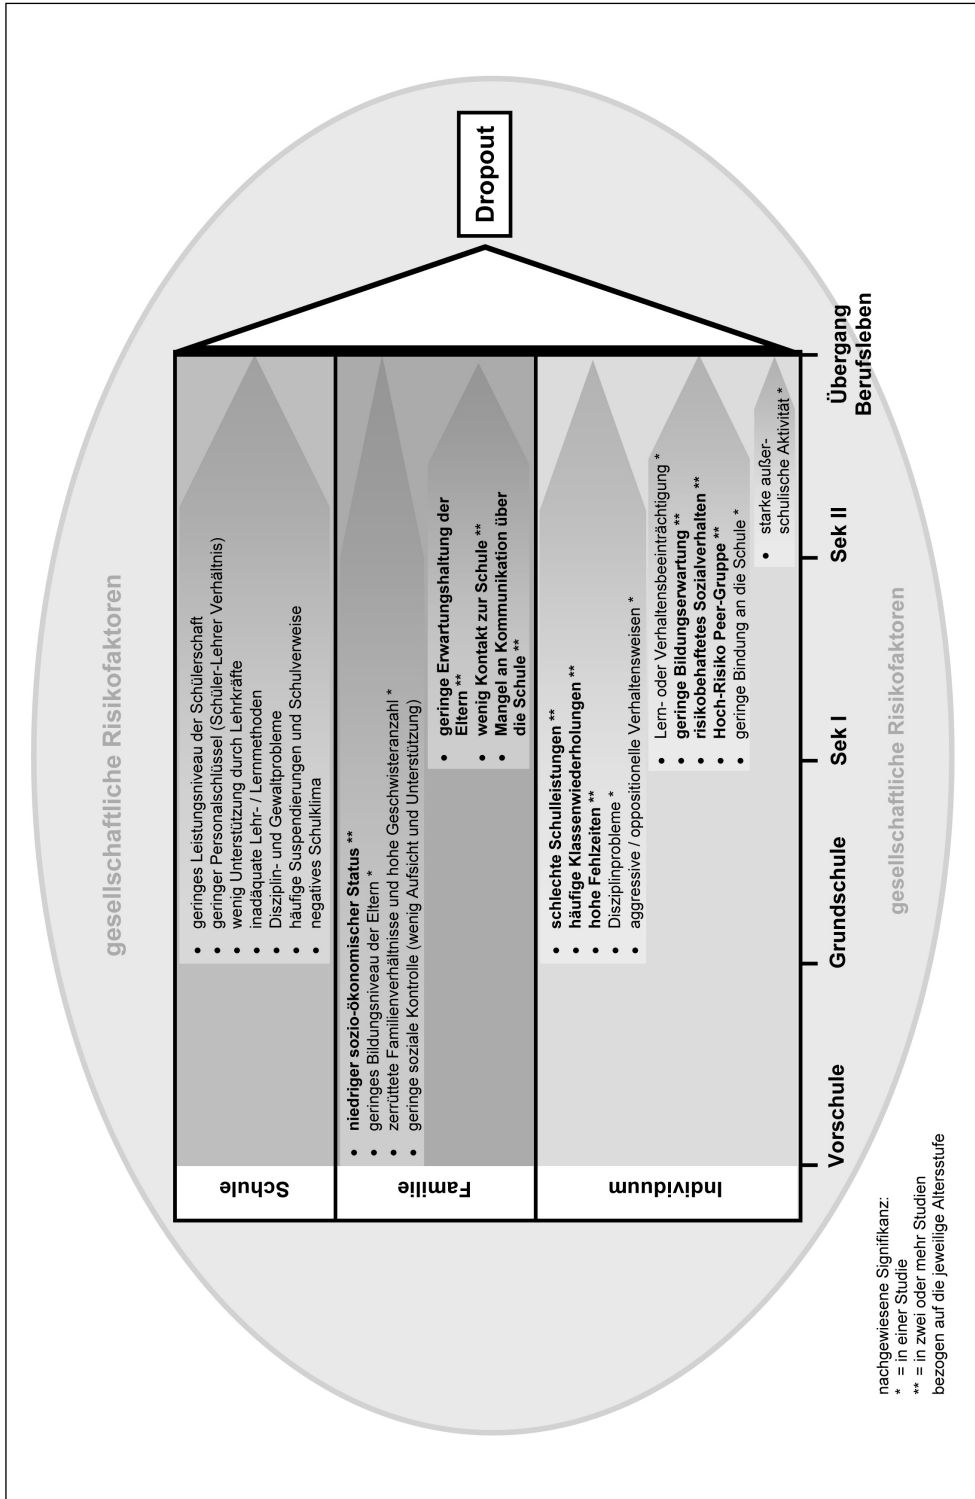 gesellschaftliche Risikofaktoren
Schule
• geringes Leistungsniveau der Schülerschaft
• geringer Personalschlüssel (Schüler-Lehrer Verhältnis)
• wenig Unterstützung durch Lehrkräfte
• inadäquate Lehr- / Lernmethoden
• Disziplin- und Gewaltprobleme
• häufige Suspendierungen und Schulverweise
• negatives Schulklima
Familie
• niedriger sozio-ökonomischer Status **
• geringes Bildungsniveau der Eltern *
• zerrüttete Familienverhältnisse und hohe Geschwisteranzahl *
• geringe soziale Kontrolle (wenig Aufsicht und Unterstützung)
• geringe Erwartungshaltung der
Eltern **
• wenig Kontakt zur Schule **
• Mangel an Kommunikation über
die Schule **
Individuum
• schlechte Schulleistungen **
• häufige Klassenwiederholungen **
• hohe Fehlzeiten **
• Disziplinprobleme *
• aggressive / oppositionelle Verhaltensweisen *
• Lern- oder Verhaltensbeeinträchtigung *
• geringe Bildungserwartung **
• risikobehaftetes Sozialverhalten **
• Hoch-Risiko Peer-Gruppe **
• geringe Bindung an die Schule *
• starke außer-
schulische Aktivität *
Dropout
Vorschule
Grundschule
Sek I
Sek II
Übergang
Berufsleben
gesellschaftliche Risikofaktoren
nachgewiesene Signifikanz:
* = in einer Studie
** = in zwei oder mehr Studien
bezogen auf die jeweilige Altersstufe